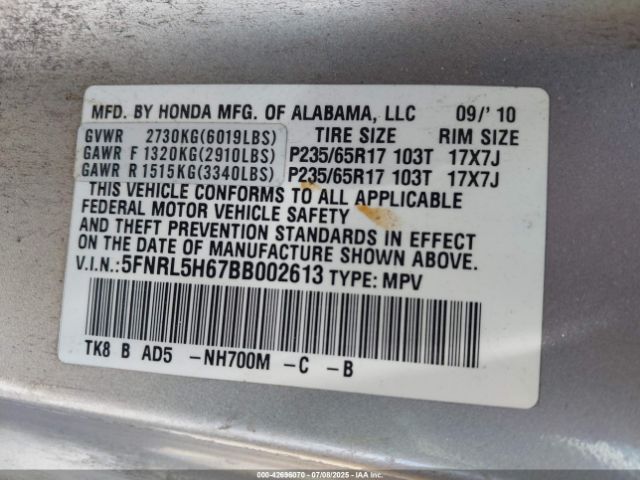 MFD. BY HONDA MFG. OF ALABAMA, LLC 09/' 10
GVWR 2730KG(6019LBS) TIRE SIZE RIM SIZE
GAWR F 1320KG(2910LBS) P235/65R17 103T 17X7J
GAWR R 1515KG(3340LBS) P235/65R17 103T 17X7J
THIS VEHICLE CONFORMS TO ALL APPLICABLE
FEDERAL MOTOR VEHICLE SAFETY
AND THEFT PREVENTION STANDARDS IN EFFECT
ON THE DATE OF MANUFACTURE SHOWN ABOVE.
V.I.N.:5FNRL5H67BB002613 TYPE: MPV
TK8 B AD5 -NH700M -C -B
000-42636070 07/08/2025 - COPYRIGHT IAA, LLC.